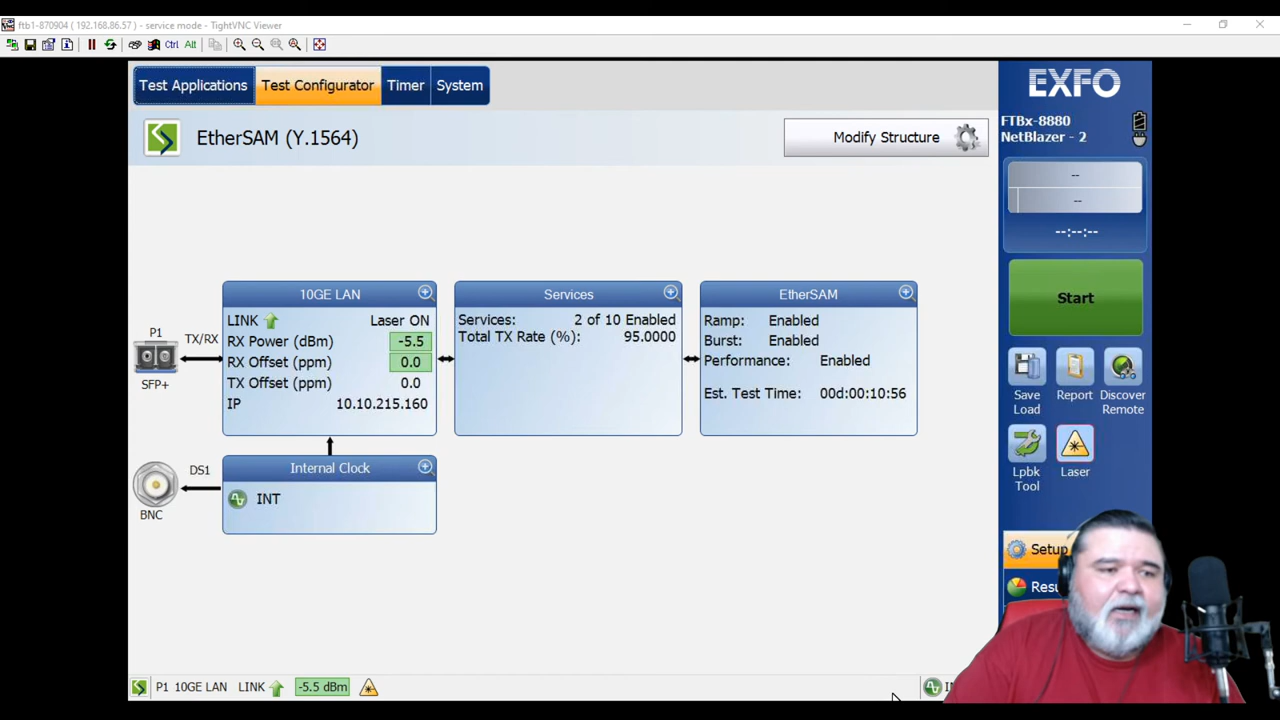 ftb1-870904 ( 192.168.86.57 ) - service mode - TightVNC Viewer
Ctrl Alt
Test Applications Test Configurator Timer System
EXFO
FTBx-8880
NetBlazer - 2
EtherSAM (Y.1564)
Modify Structure
--
--
--:--:--
Start
10GE LAN
LINK Laser ON
RX Power (dBm) -5.5
RX Offset (ppm) 0.0
TX Offset (ppm) 0.0
IP 10.10.215.160
Services
Services: 2 of 10 Enabled
Total TX Rate (%): 95.0000
EtherSAM
Ramp: Enabled
Burst: Enabled
Performance: Enabled
Est. Test Time: 00d:00:10:56
P1
TX/RX
SFP+
Internal Clock
INT
DS1
BNC
Save
Load
Report
Discover
Remote
Lpbk
Tool
Laser
Setup
P1 10GE LAN LINK -5.5 dBm